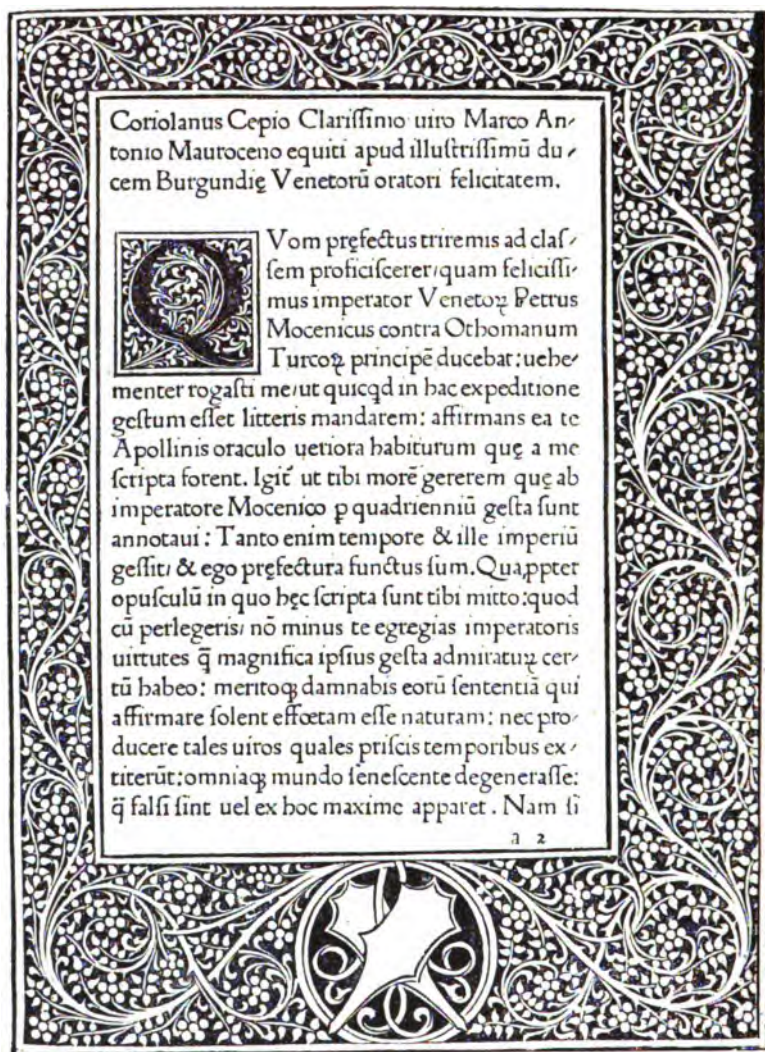 Coriolanus Cepio Clariſſimo uiro Marco An-
tonio Mauroceno equiti apud illuſtriſſimū du-
cem Burgundię Venetorū oratori felicitatem.
QVom pręfectus triremis ad claſ-
ſem proficiſcerer/quam feliciſſi-
mus imperator Venetoꝝ Petrus
Mocenicus contra Othomanum
Turcoꝝ principē ducebat: uehe-
menter rogaſti me/ut quicqd in hac expeditione
geſtum eſſet litteris mandarem: affirmans ea te
Apollinis oraculo ueriora habiturum quę a me
ſcripta forent. Igit̄ ut tibi morē gererem quę ab
imperatore Mocenico ꝑ quadrienniū geſta ſunt
annotaui: Tanto enim tempore & ille imperiū
geſſit/ & ego pręfectura functus ſum. Quaꝓpter
opuſculū in quo hęc ſcripta ſunt tibi mitto: quod
cū perlegeris/ nō minus te egregias imperatoris
uirtutes q̄ magnifica ipſius geſta admiratuꝝ cer-
tū habeo: meritoqꝫ damnabis eorū ſententiā qui
affirmare ſolent effœtam eſſe naturam: nec pro-
ducere tales uiros quales priſcis temporibus ex-
titerūt: omniaqꝫ mundo ſeneſcente degeneraſſe:
q̄ falſi ſint uel ex hoc maxime apparet. Nam ſi
a 2